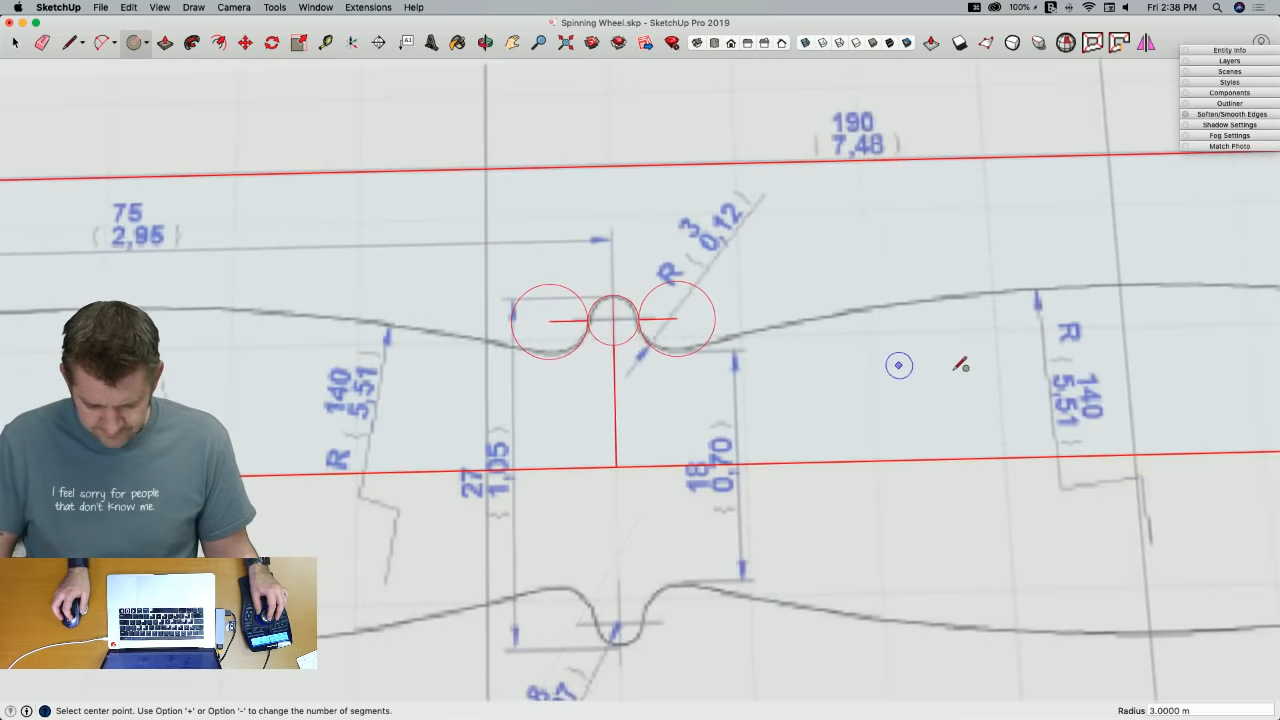 SketchUp File Edit View Camera Draw Tools Window Extensions Help
100% Fri 2:38 PM
Spinning Wheel.skp - SketchUp Pro 2019
Entity Info
Layers
Scenes
Styles
Components
Outliner
Soften/Smooth Edges
Shadow Settings
Fog Settings
Match Photo
190
( 7,48 )
75
( 2,95 )
R 3
( 0,12 )
R 140
( 5,51 )
27
( 1,05 )
18
( 0,70 )
R 140
( 5,51 )
I feel sorry for people
that don't know me.
Select center point. Use Option '+' or Option '-' to change the number of segments.
Radius 3.0000 m